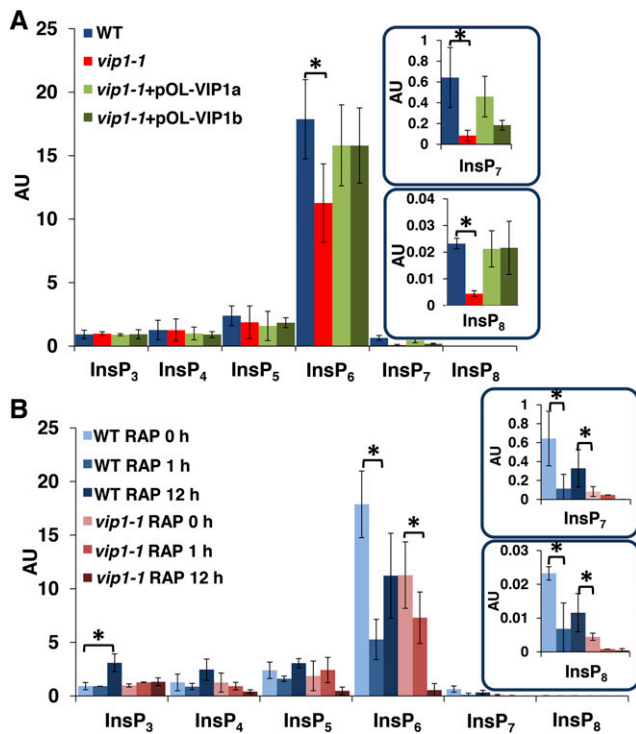 A
WT
vip1-1
vip1-1+pOL-VIP1a
vip1-1+pOL-VIP1b
AU
25
20
15
10
5
0
*
InsP3 InsP4 InsP5 InsP6 InsP7 InsP8
AU
1
0.8
0.6
0.4
0.2
0
*
InsP7
AU
0.04
0.03
0.02
0.01
0
*
InsP8
B
WT RAP 0 h
WT RAP 1 h
WT RAP 12 h
vip1-1 RAP 0 h
vip1-1 RAP 1 h
vip1-1 RAP 12 h
AU
25
20
15
10
5
0
*
*
*
InsP3 InsP4 InsP5 InsP6 InsP7 InsP8
AU
1
0.8
0.6
0.4
0.2
0
*
*
InsP7
AU
0.03
0.02
0.01
0
*
*
InsP8